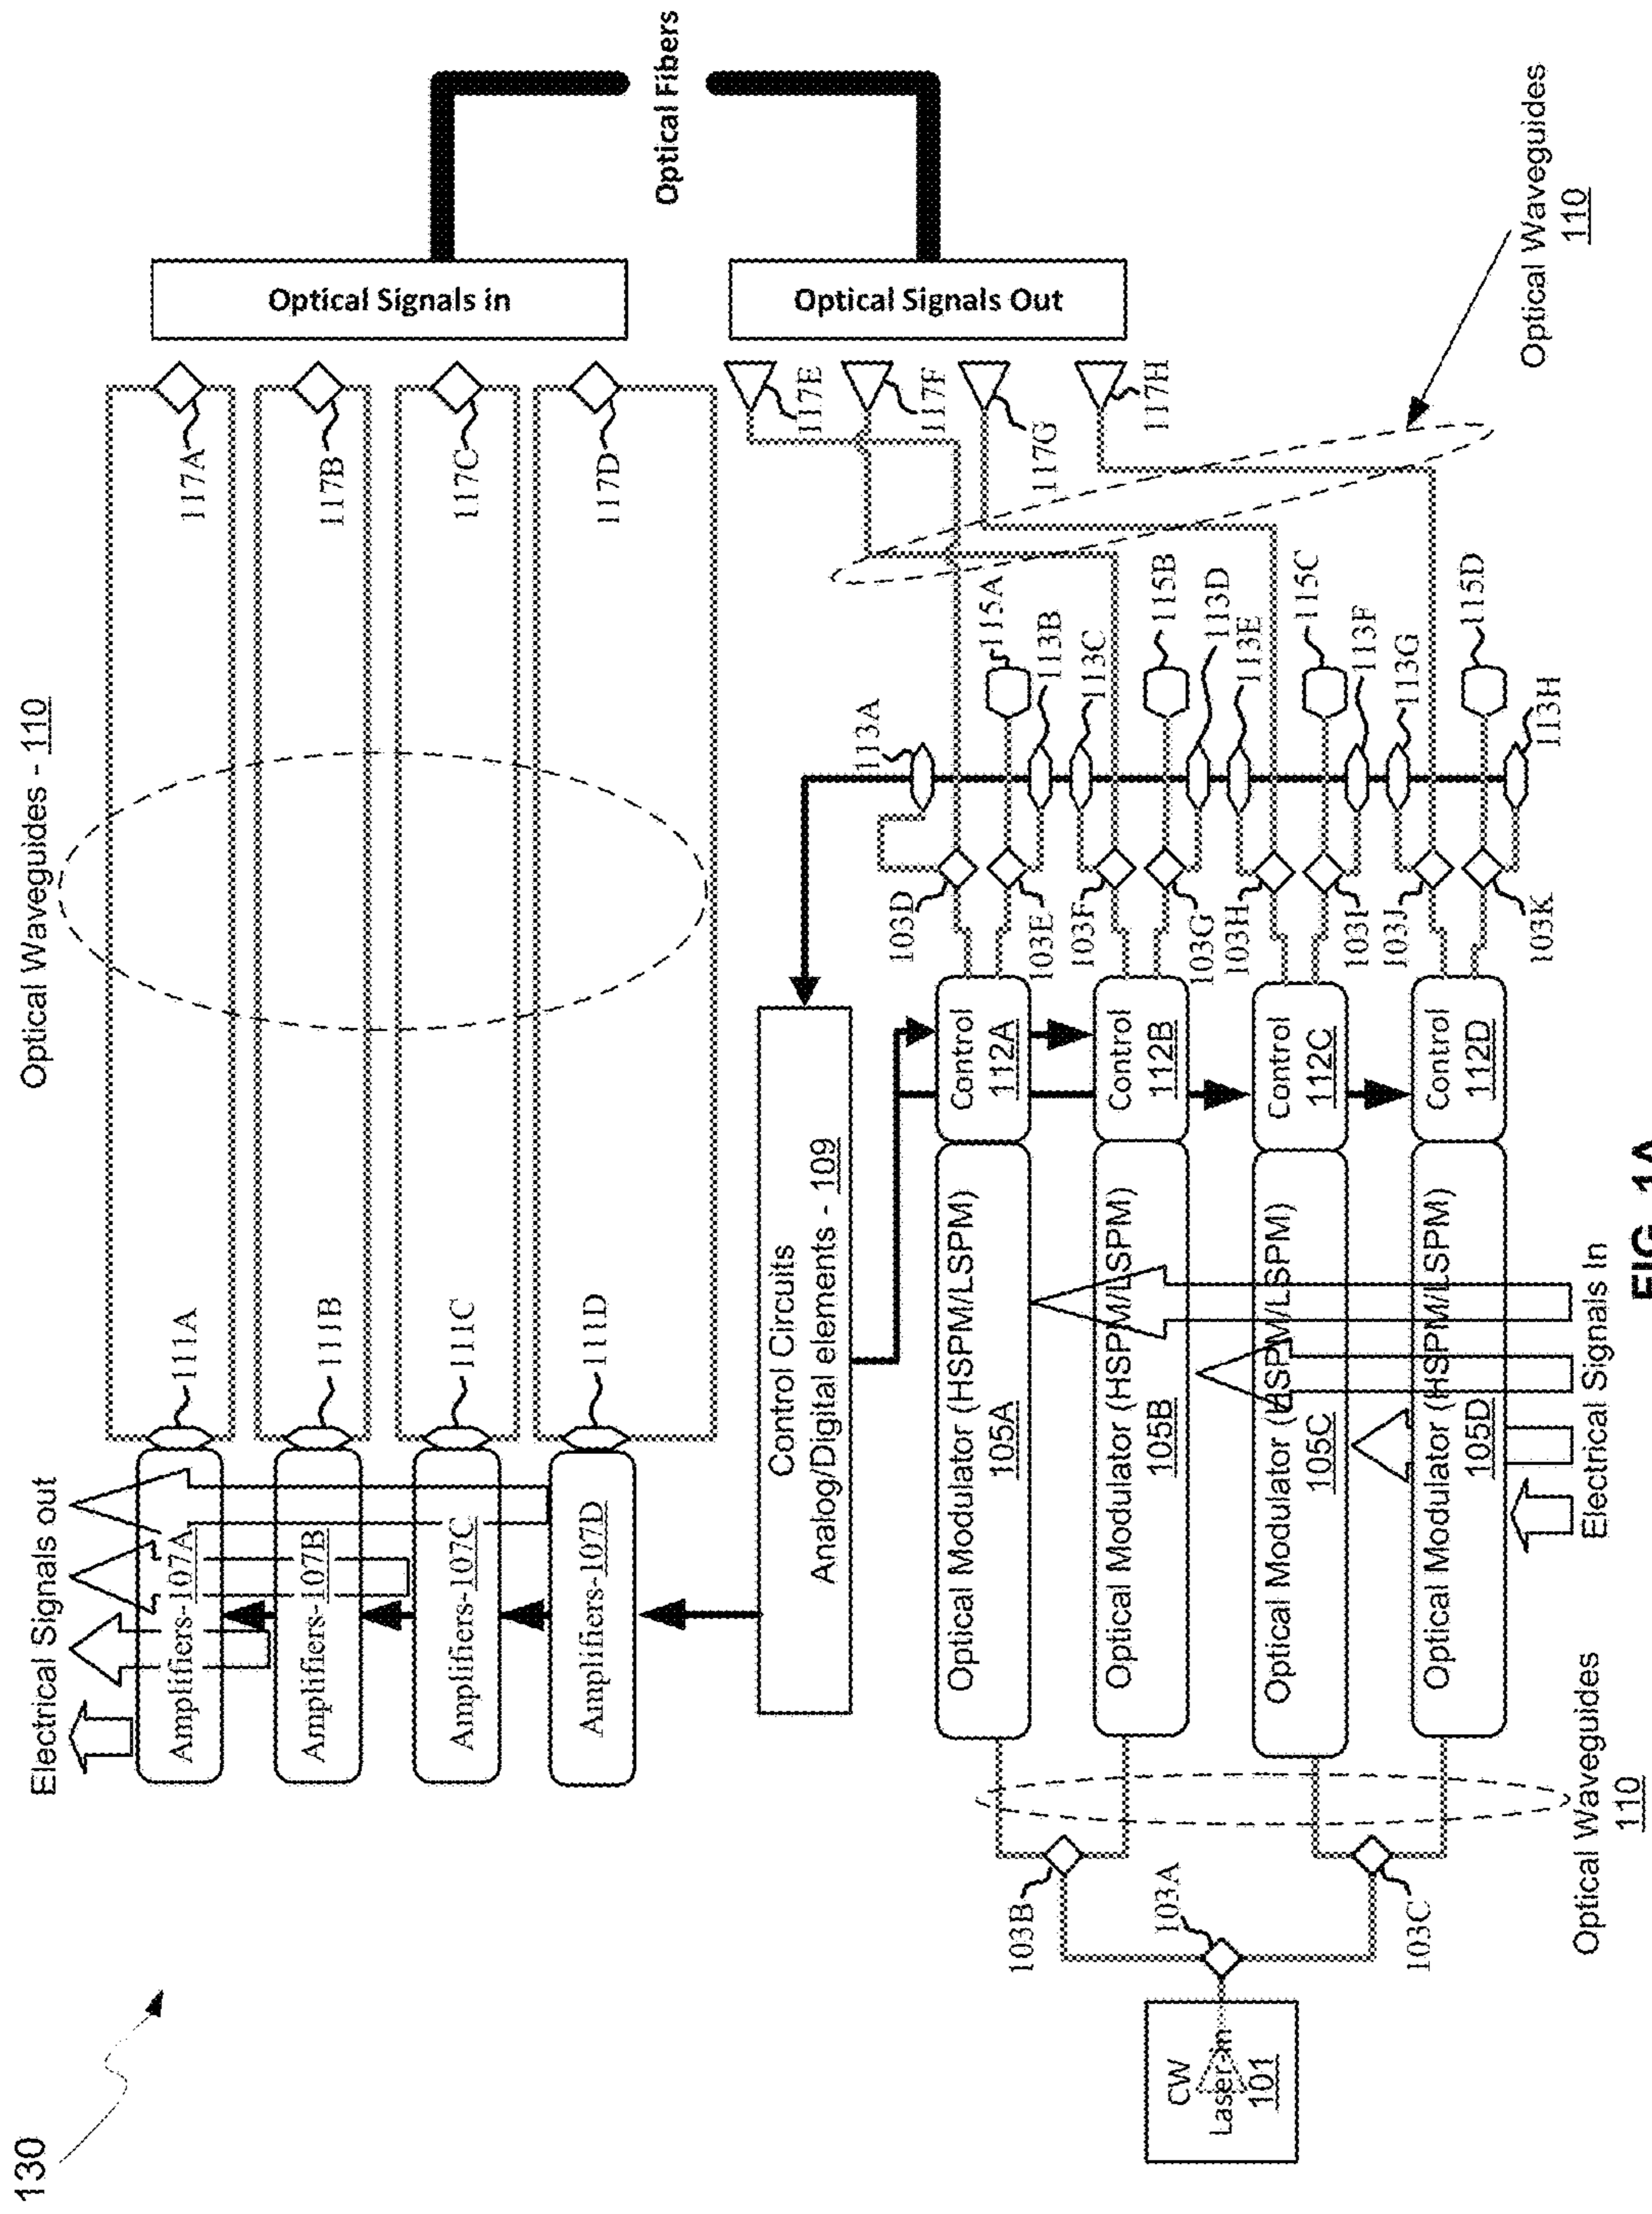 130
Optical Waveguides - 110
Electrical Signals out
Amplifiers-107A
Amplifiers-107B
Amplifiers-107C
Amplifiers-107D
111A
111B
111C
111D
117A
117B
117C
117D
Optical Signals in
Optical Fibers
Optical Signals Out
117E
117F
117G
117H
Optical Waveguides
110
Control Circuits
Analog/Digital elements - 109
113A
115A
113B
113C
115B
113D
113E
115C
113F
113G
115D
113H
103D
103E
103F
103G
103H
103I
103J
103K
Optical Modulator (HSPM/LSPM)
105A
Control
112A
Optical Modulator (HSPM/LSPM)
105B
Control
112B
Optical Modulator (HSPM/LSPM)
105C
Control
112C
Optical Modulator (HSPM/LSPM)
105D
Control
112D
103B
103A
103C
CW
Laser in
101
Optical Waveguides
110
Electrical Signals In
FIG. 1A